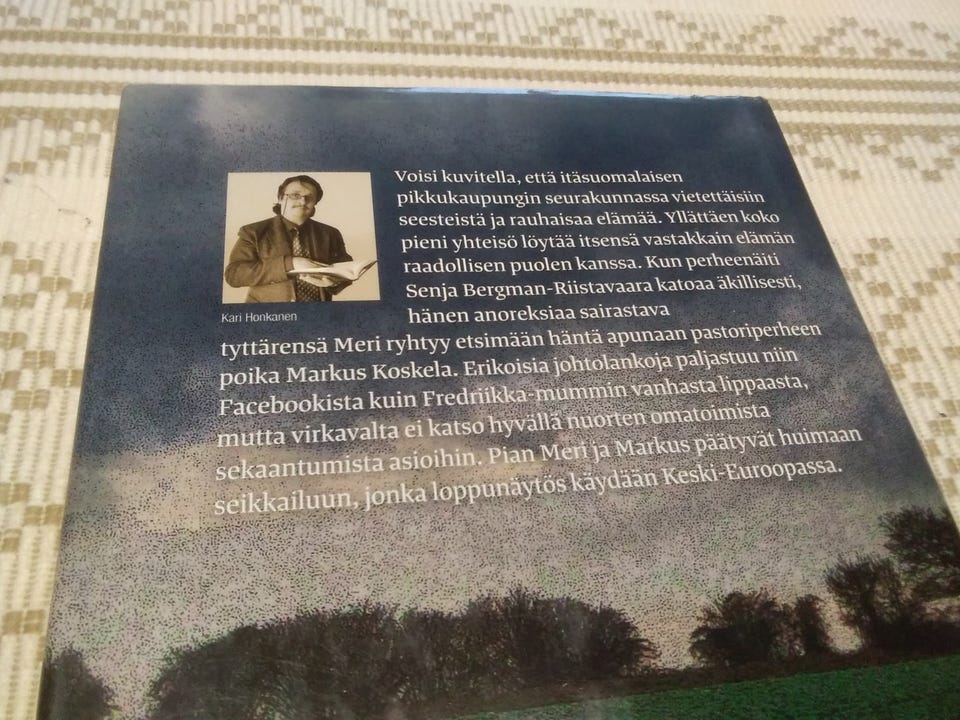 Voisi kuvitella, että itäsuomalaisen
pikkukaupungin seurakunnassa vietettäisiin
seesteistä ja rauhaisaa elämää. Yllättäen koko
pieni yhteisö löytää itsensä vastakkain elämän
raadollisen puolen kanssa. Kun perheenäiti
Senja Bergman-Riistavaara katoaa äkillisesti,
hänen anoreksiaa sairastava
Kari Honkanen
tyttärensä Meri ryhtyy etsimään häntä apunaan pastoriperheen
poika Markus Koskela. Erikoisia johtolankoja paljastuu niin
Facebookista kuin Fredriikka-mummin vanhasta lippaasta,
mutta virkavalta ei katso hyvällä nuorten omatoimista
sekaantumista asioihin. Pian Meri ja Markus päätyvät huimaan
seikkailuun, jonka loppunäytös käydään Keski-Euroopassa.